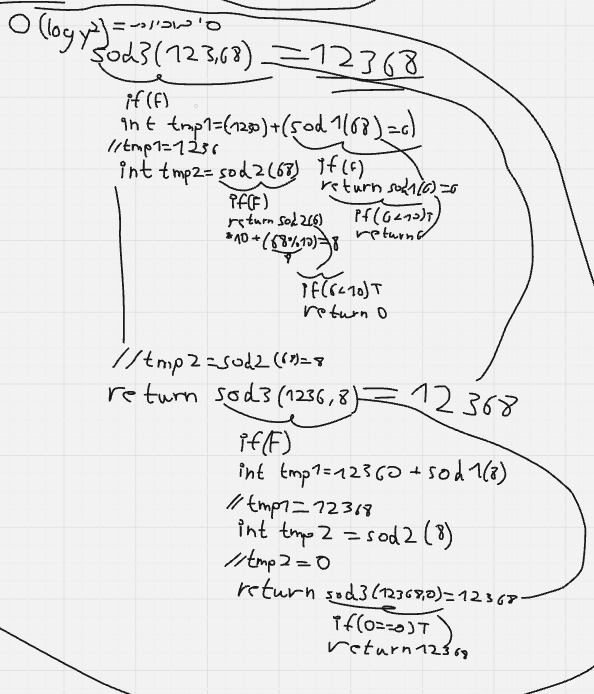 O(log y²)=סיבוכיות
sod3(123,68) = 12368
if(F)
int tmp1=(1230)+(sod1(68)=6)
//tmp1=1236
int tmp2=sod2(68)
if(F)
return sod1(6)=6
if(6<10)T
return 6
if(F)
return sod2(6)
*10+(68%10)=8
8
if(6<10)T
return 0
//tmp2=sod2(68)=8
return sod3(1236,8)=12368
if(F)
int tmp1=12360+sod1(8)
//tmp1=12368
int tmp2=sod2(8)
//tmp2=0
return sod3(12368,0)=12368
if(0==0)T
return 12368